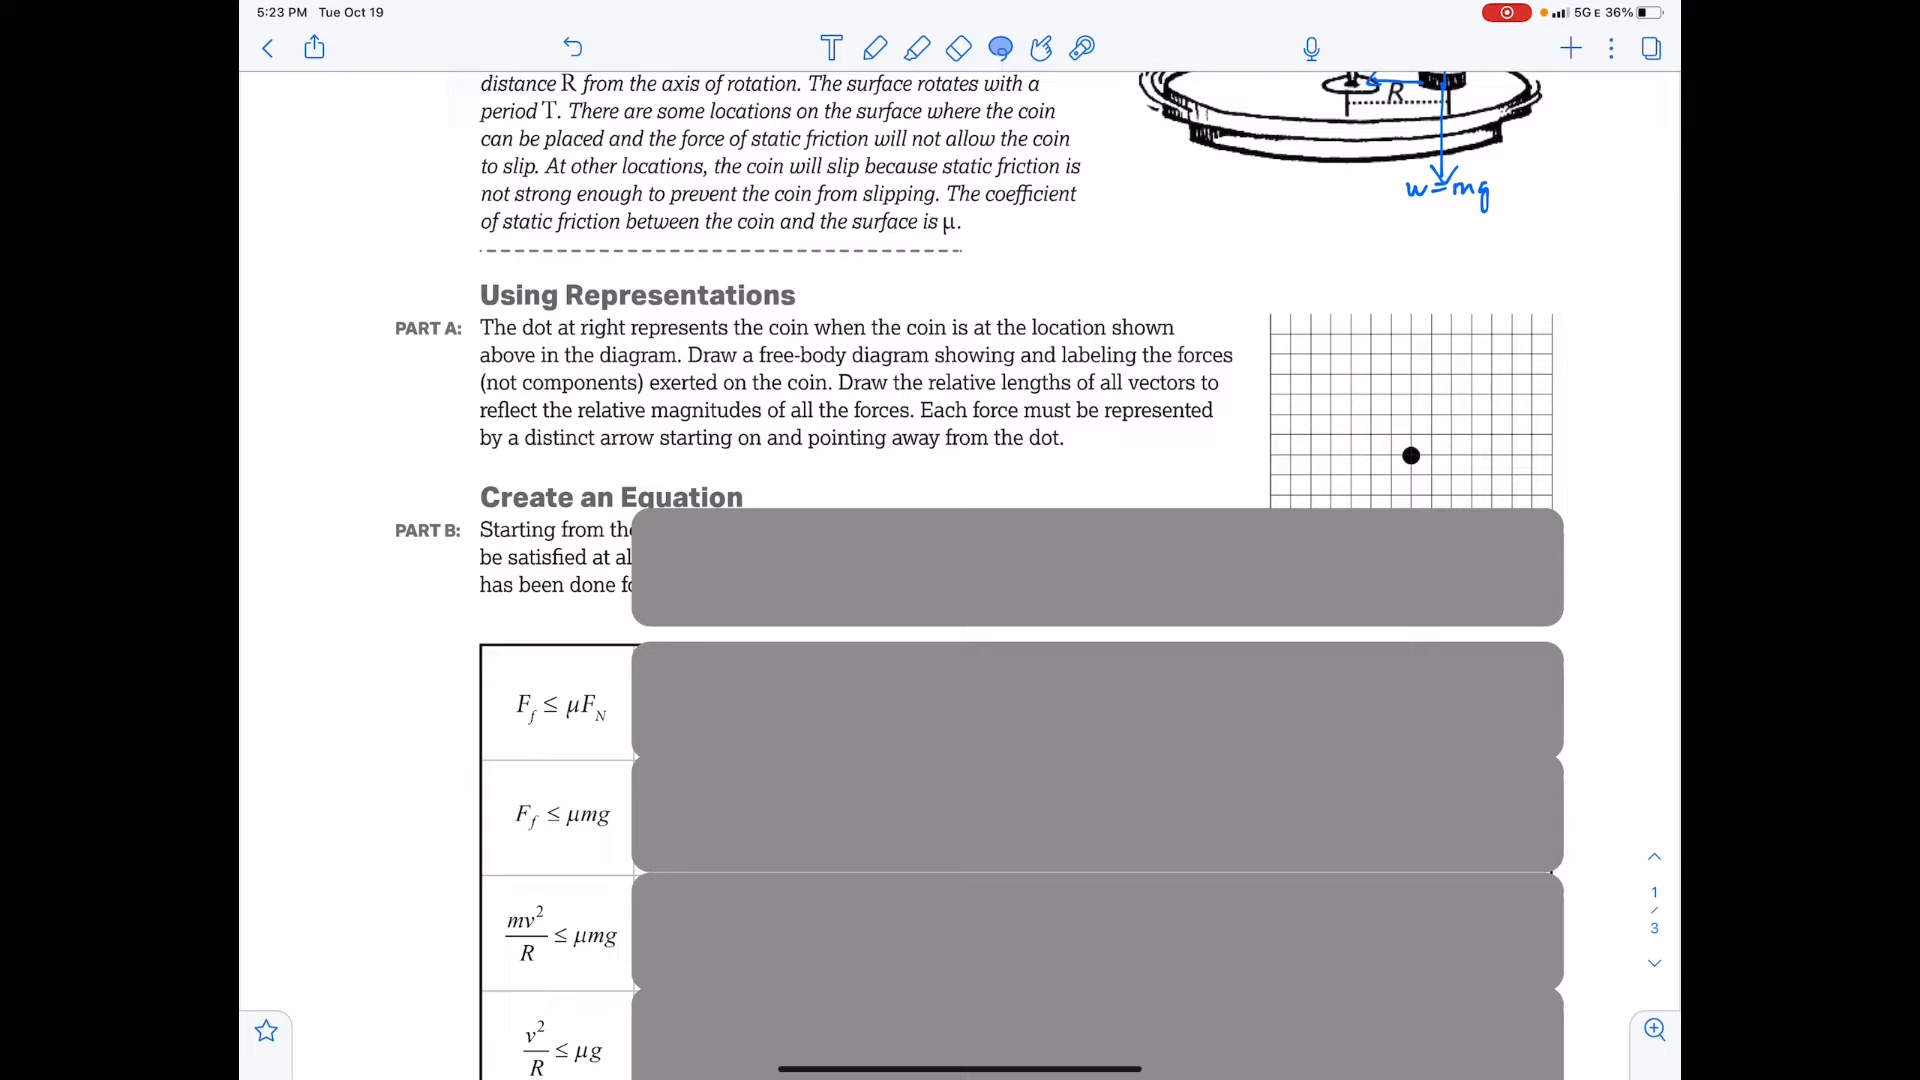 5:23 PM Tue Oct 19
5G E 36%
distance R from the axis of rotation. The surface rotates with a
period T. There are some locations on the surface where the coin
can be placed and the force of static friction will not allow the coin
to slip. At other locations, the coin will slip because static friction is
not strong enough to prevent the coin from slipping. The coefficient
of static friction between the coin and the surface is μ.
R
w=mg
Using Representations
PART A: The dot at right represents the coin when the coin is at the location shown
above in the diagram. Draw a free-body diagram showing and labeling the forces
(not components) exerted on the coin. Draw the relative lengths of all vectors to
reflect the relative magnitudes of all the forces. Each force must be represented
by a distinct arrow starting on and pointing away from the dot.
Create an Equation
PART B: Starting from the
be satisfied at al
has been done fo
F_f ≤ μF_N
F_f ≤ μmg
mv²/R ≤ μmg
v²/R ≤ μg
1
/
3